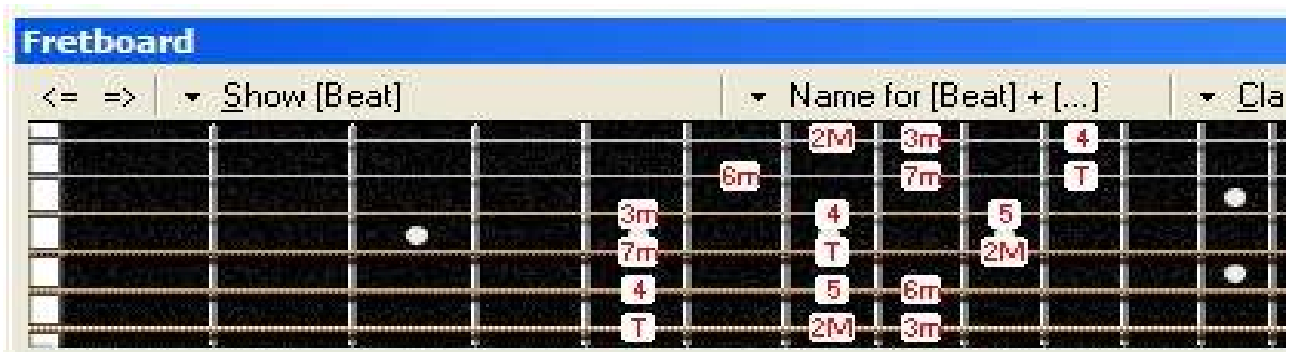 Fretboard
<= => Show [Beat] Name for [Beat] + [...] Cla
2M 3m 4
6m 7m T
3m 4 5
7m T 2M
4 5 6m
T 2M 3m